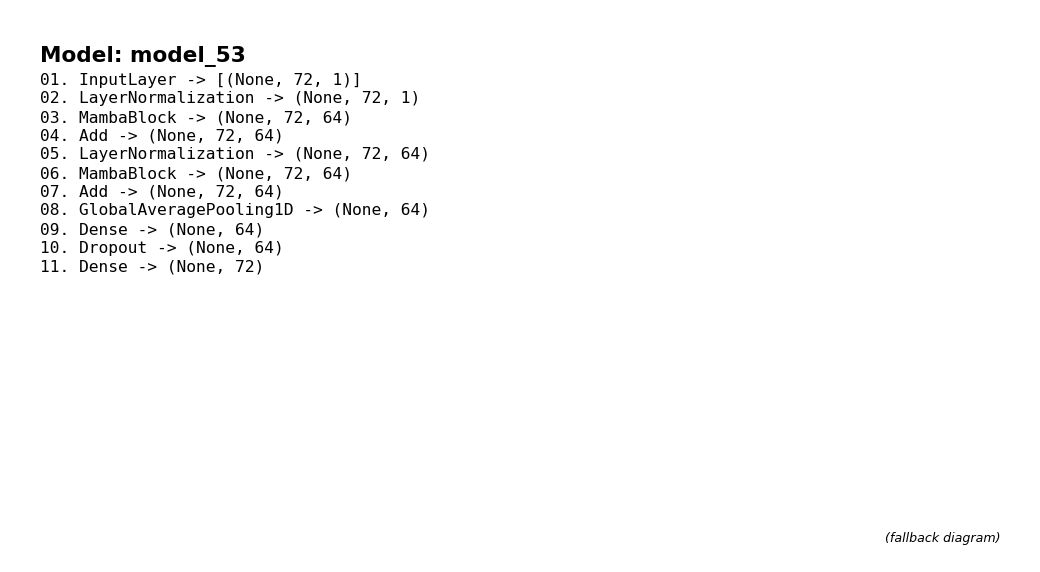 Model: model_53
01. InputLayer -> [(None, 72, 1)]
02. LayerNormalization -> (None, 72, 1)
03. MambaBlock -> (None, 72, 64)
04. Add -> (None, 72, 64)
05. LayerNormalization -> (None, 72, 64)
06. MambaBlock -> (None, 72, 64)
07. Add -> (None, 72, 64)
08. GlobalAveragePooling1D -> (None, 64)
09. Dense -> (None, 64)
10. Dropout -> (None, 64)
11. Dense -> (None, 72)
(fallback diagram)